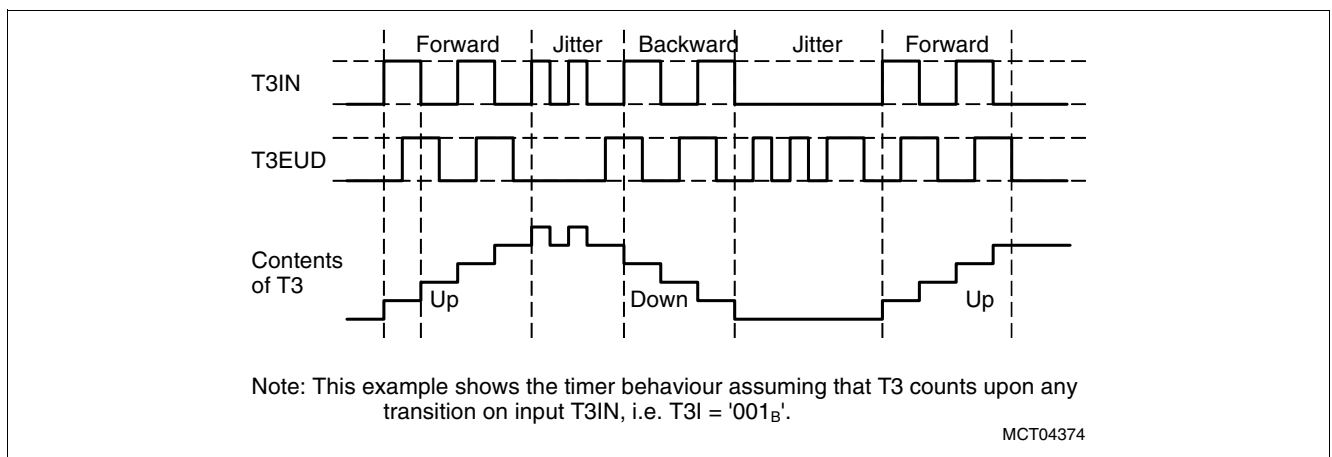 Forward Jitter Backward Jitter Forward
T3IN
T3EUD
Contents
of T3
Up Down Up
Note: This example shows the timer behaviour assuming that T3 counts upon any
transition on input T3IN, i.e. T3I = '001B'.
MCT04374